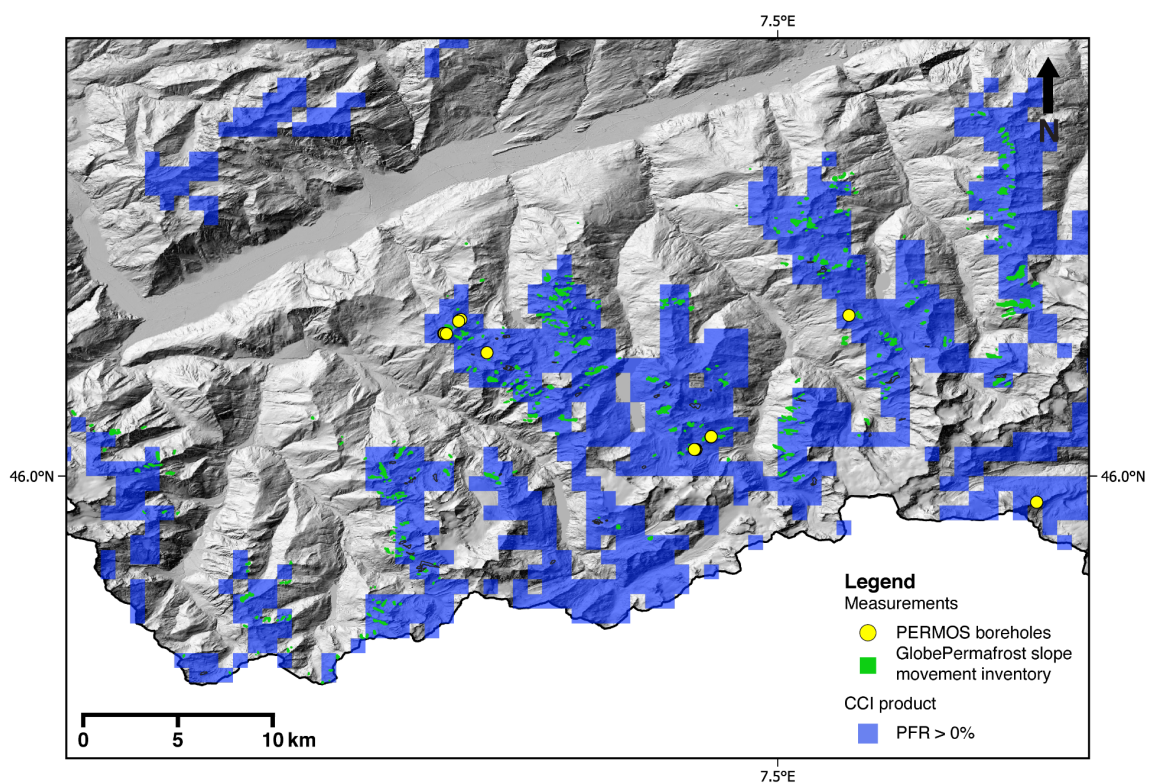 7.5°E
N
46.0°N
46.0°N
Legend
Measurements
PERMOS boreholes
GlobePermafrost slope
movement inventory
CCI product
PFR > 0%
0 5 10 km
7.5°E